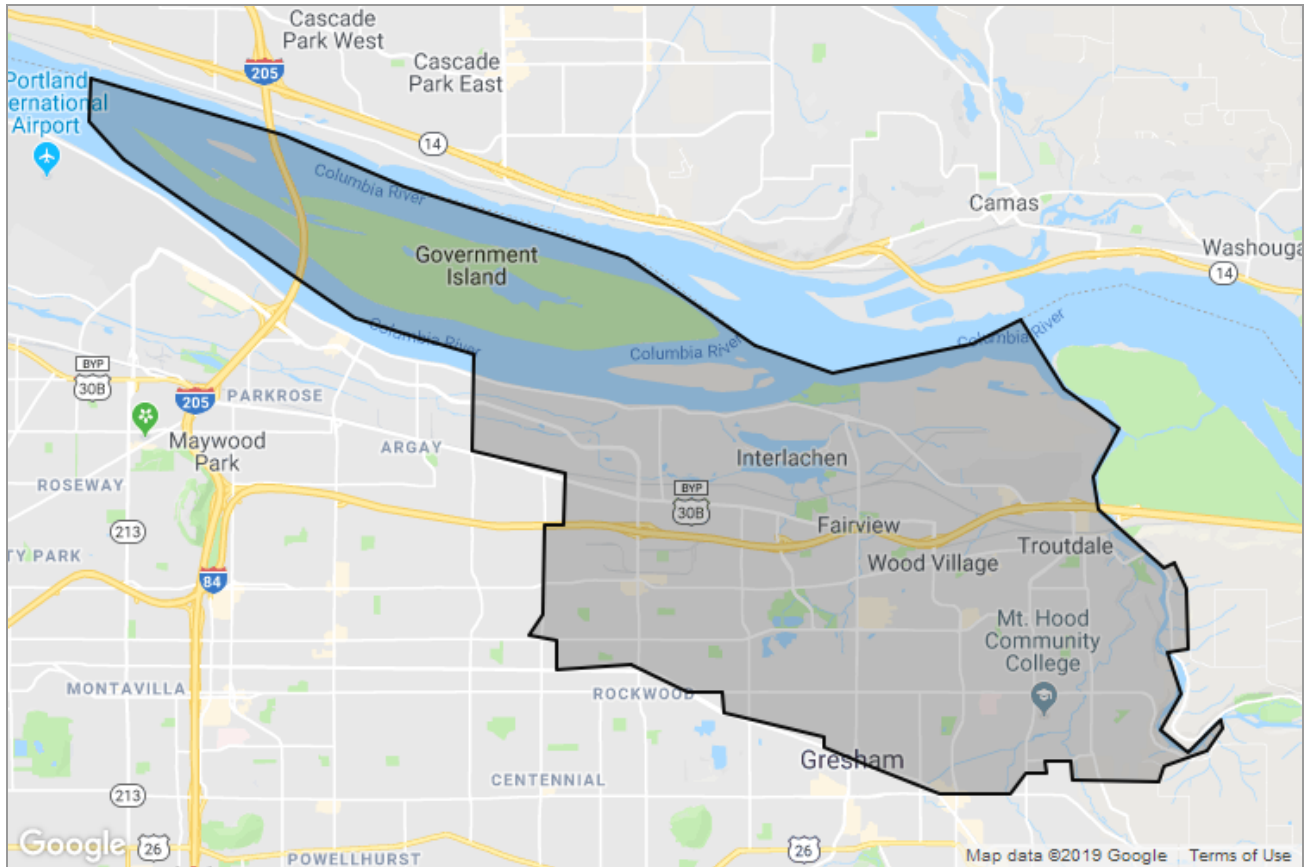 Cascade
Park West
205
Cascade
Park East
Portland
ernational
Airport
14
Columbia River
Camas
Washouga
14
Government
Island
Columbia River
Columbia River
Columbia River
BYP
30B
205
PARKROSE
Maywood
Park
ARGAY
Interlachen
ROSEWAY
BYP
30B
213
Fairview
TY PARK
Wood Village
Troutdale
84
Mt. Hood
Community
College
MONTAVILLA
ROCKWOOD
Gresham
CENTENNIAL
213
Google
26
POWELLHURST
26
Map data ©2019 Google
Terms of Use